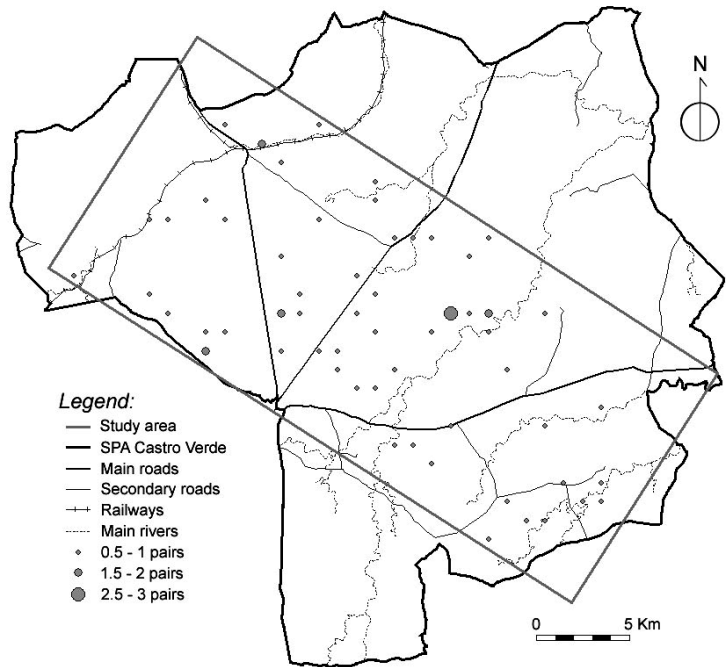 N
Legend:
Study area
SPA Castro Verde
Main roads
Secondary roads
Railways
Main rivers
0.5 - 1 pairs
1.5 - 2 pairs
2.5 - 3 pairs
0 5 Km